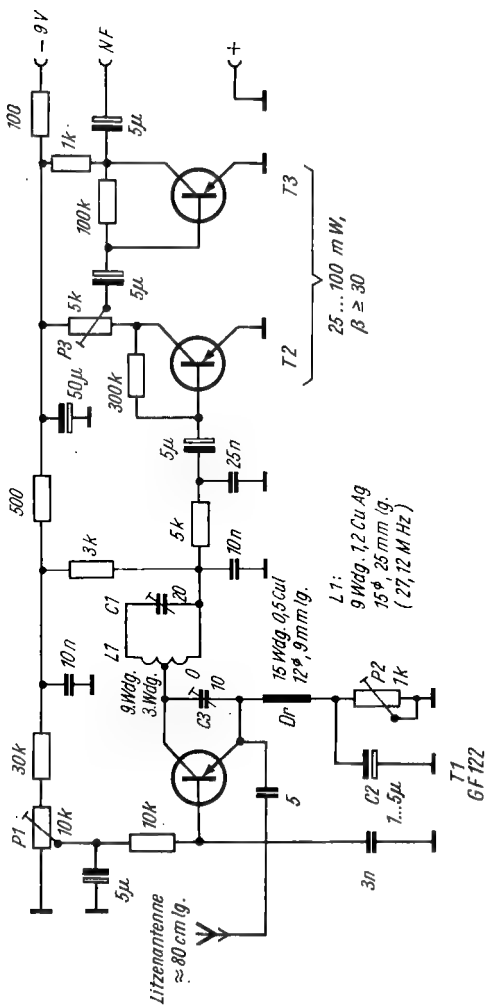 −9V
NF
+
100
1k
5µ
100k
T3
5µ
5k
P3
300k
T2
25...100 mW,
β ≥ 30
50µ
5µ
25n
500
3k
5k
10n
C1
20
L1
9.Wdg.
3.Wdg.
0
10
C3
10n
15 Wdg. 0,5 Cul
12⌀, 9 mm lg.
Dr
L1:
9 Wdg. 1,2 Cu Ag
15⌀, 25 mm lg.
(27,12 MHz)
P2
1k
C2
1...5µ
T1
GF 122
30k
P1
10k
10k
5µ
5
3n
Litzenantenne
≈ 80 cm lg.